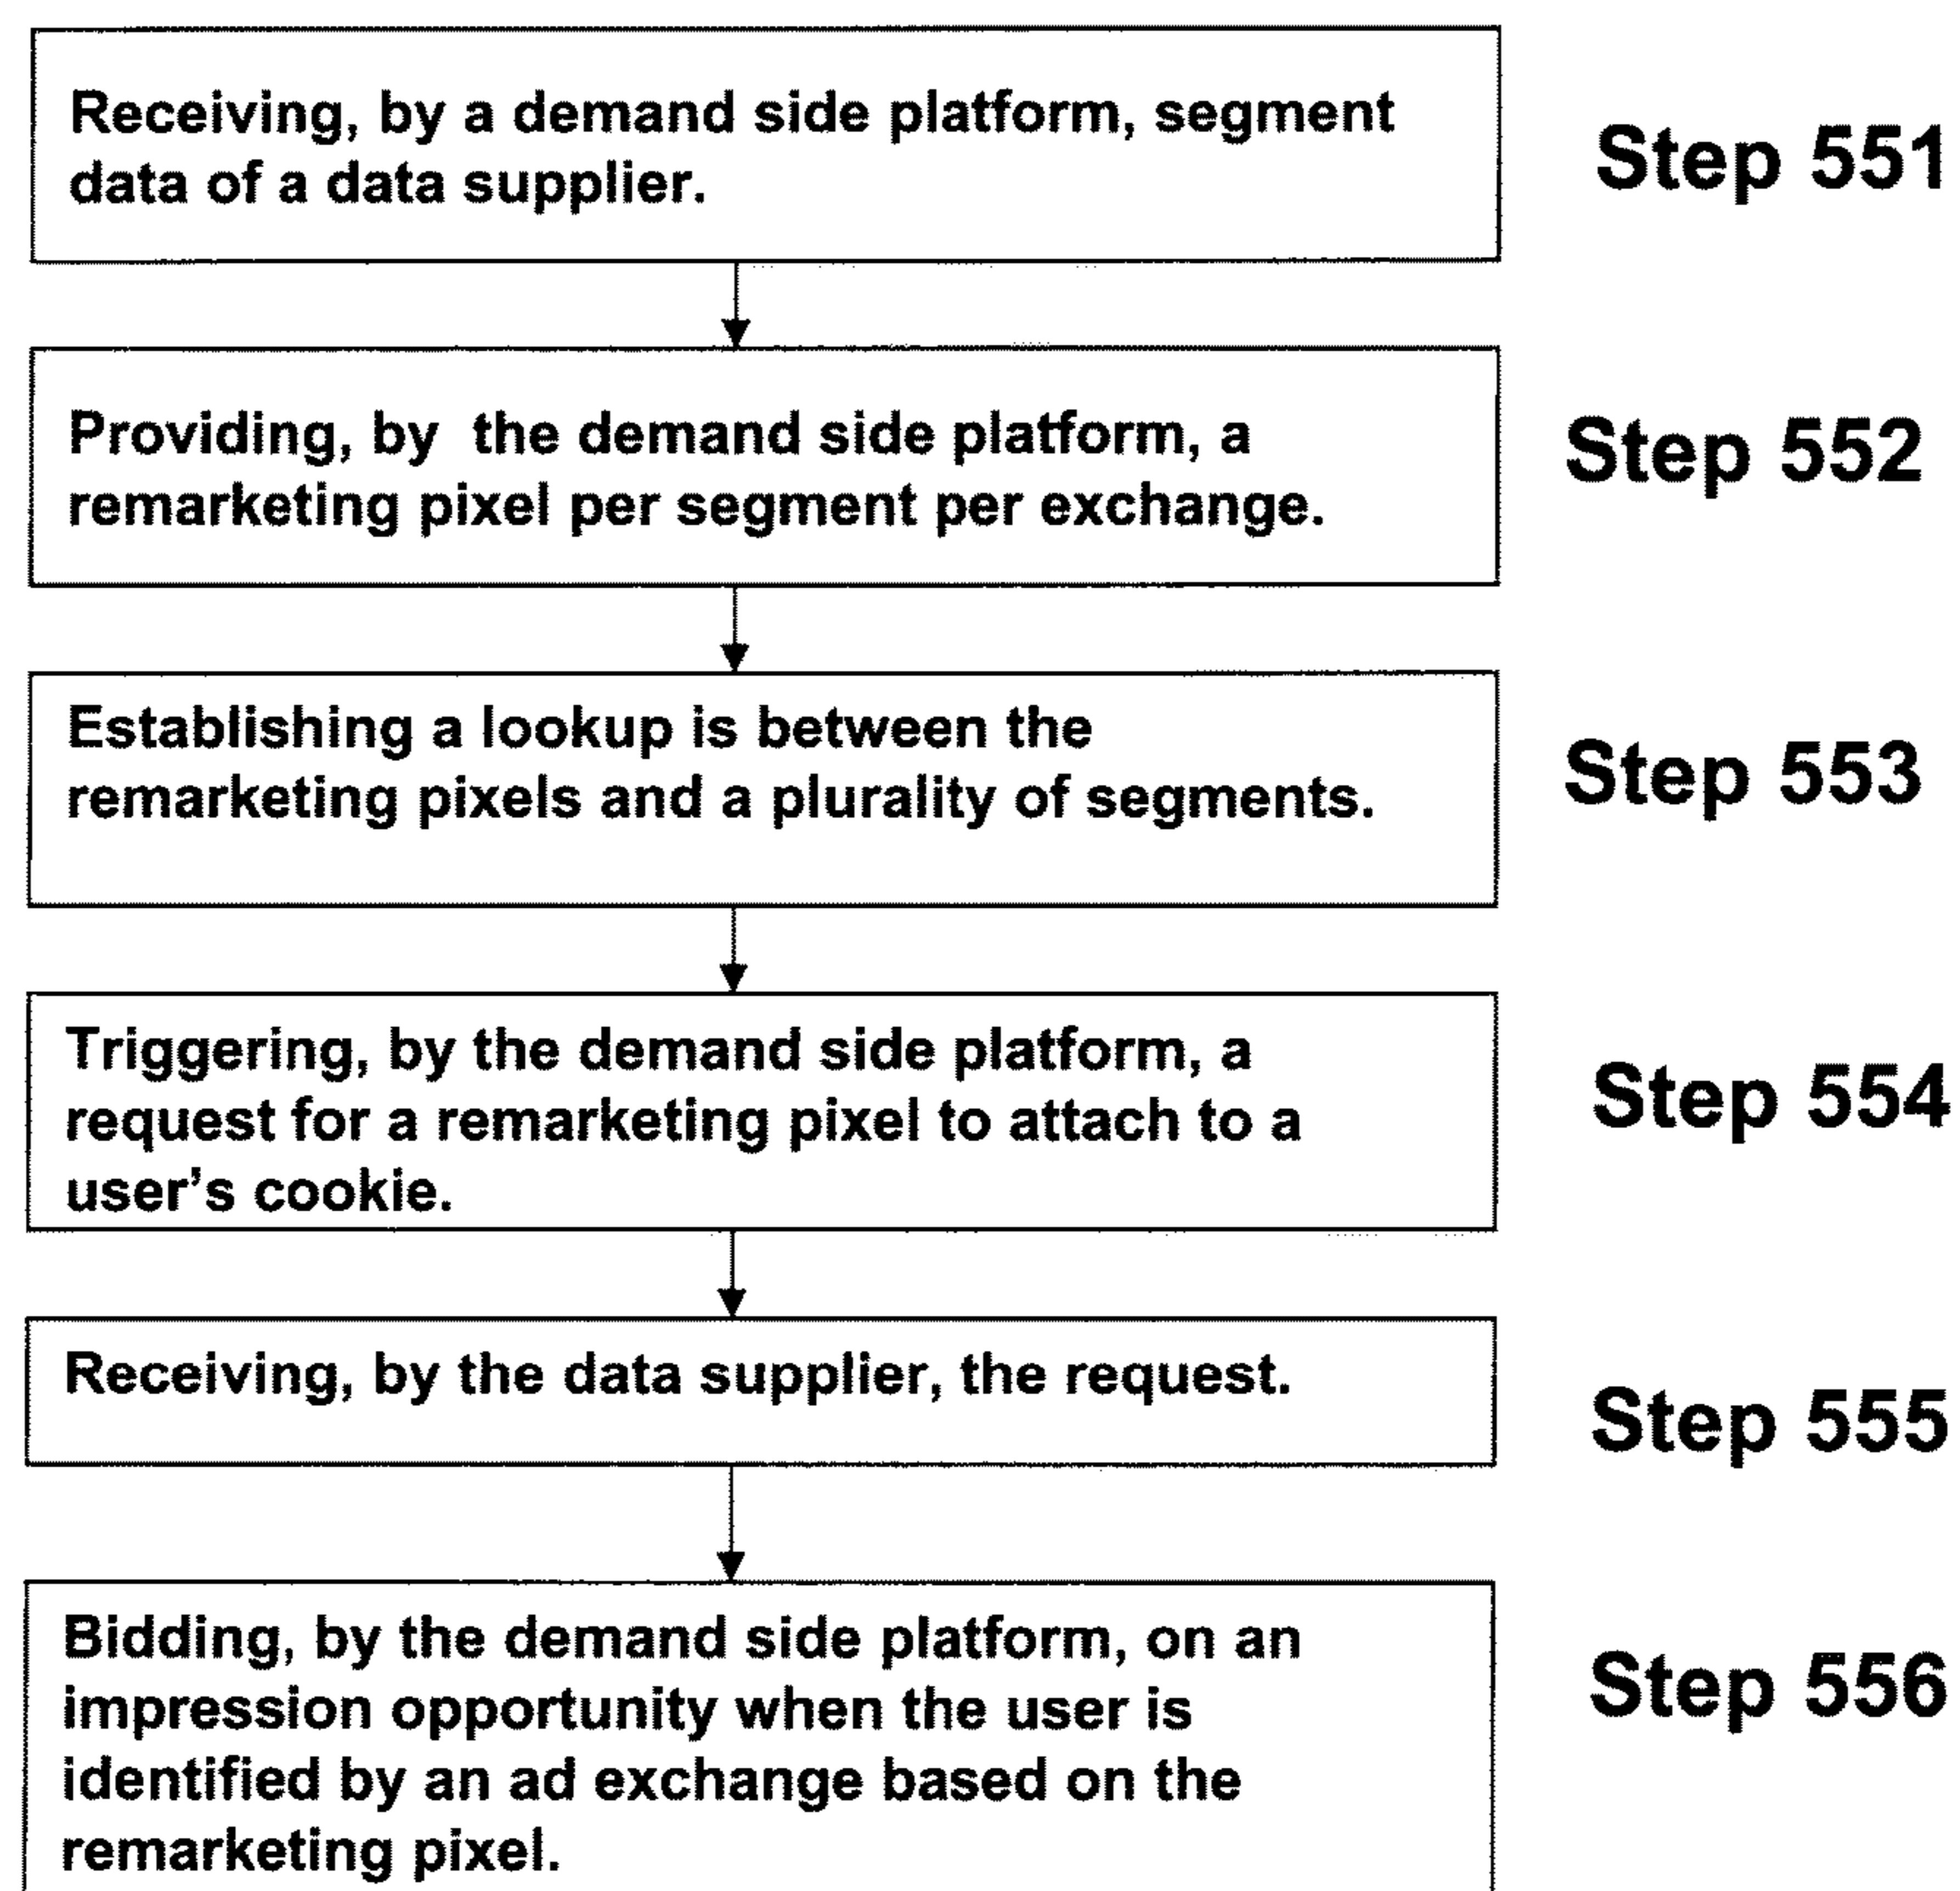 Receiving, by a demand side platform, segment
data of a data supplier.
Step 551
Providing, by the demand side platform, a
remarketing pixel per segment per exchange.
Step 552
Establishing a lookup is between the
remarketing pixels and a plurality of segments.
Step 553
Triggering, by the demand side platform, a
request for a remarketing pixel to attach to a
user's cookie.
Step 554
Receiving, by the data supplier, the request.
Step 555
Bidding, by the demand side platform, on an
impression opportunity when the user is
identified by an ad exchange based on the
remarketing pixel.
Step 556